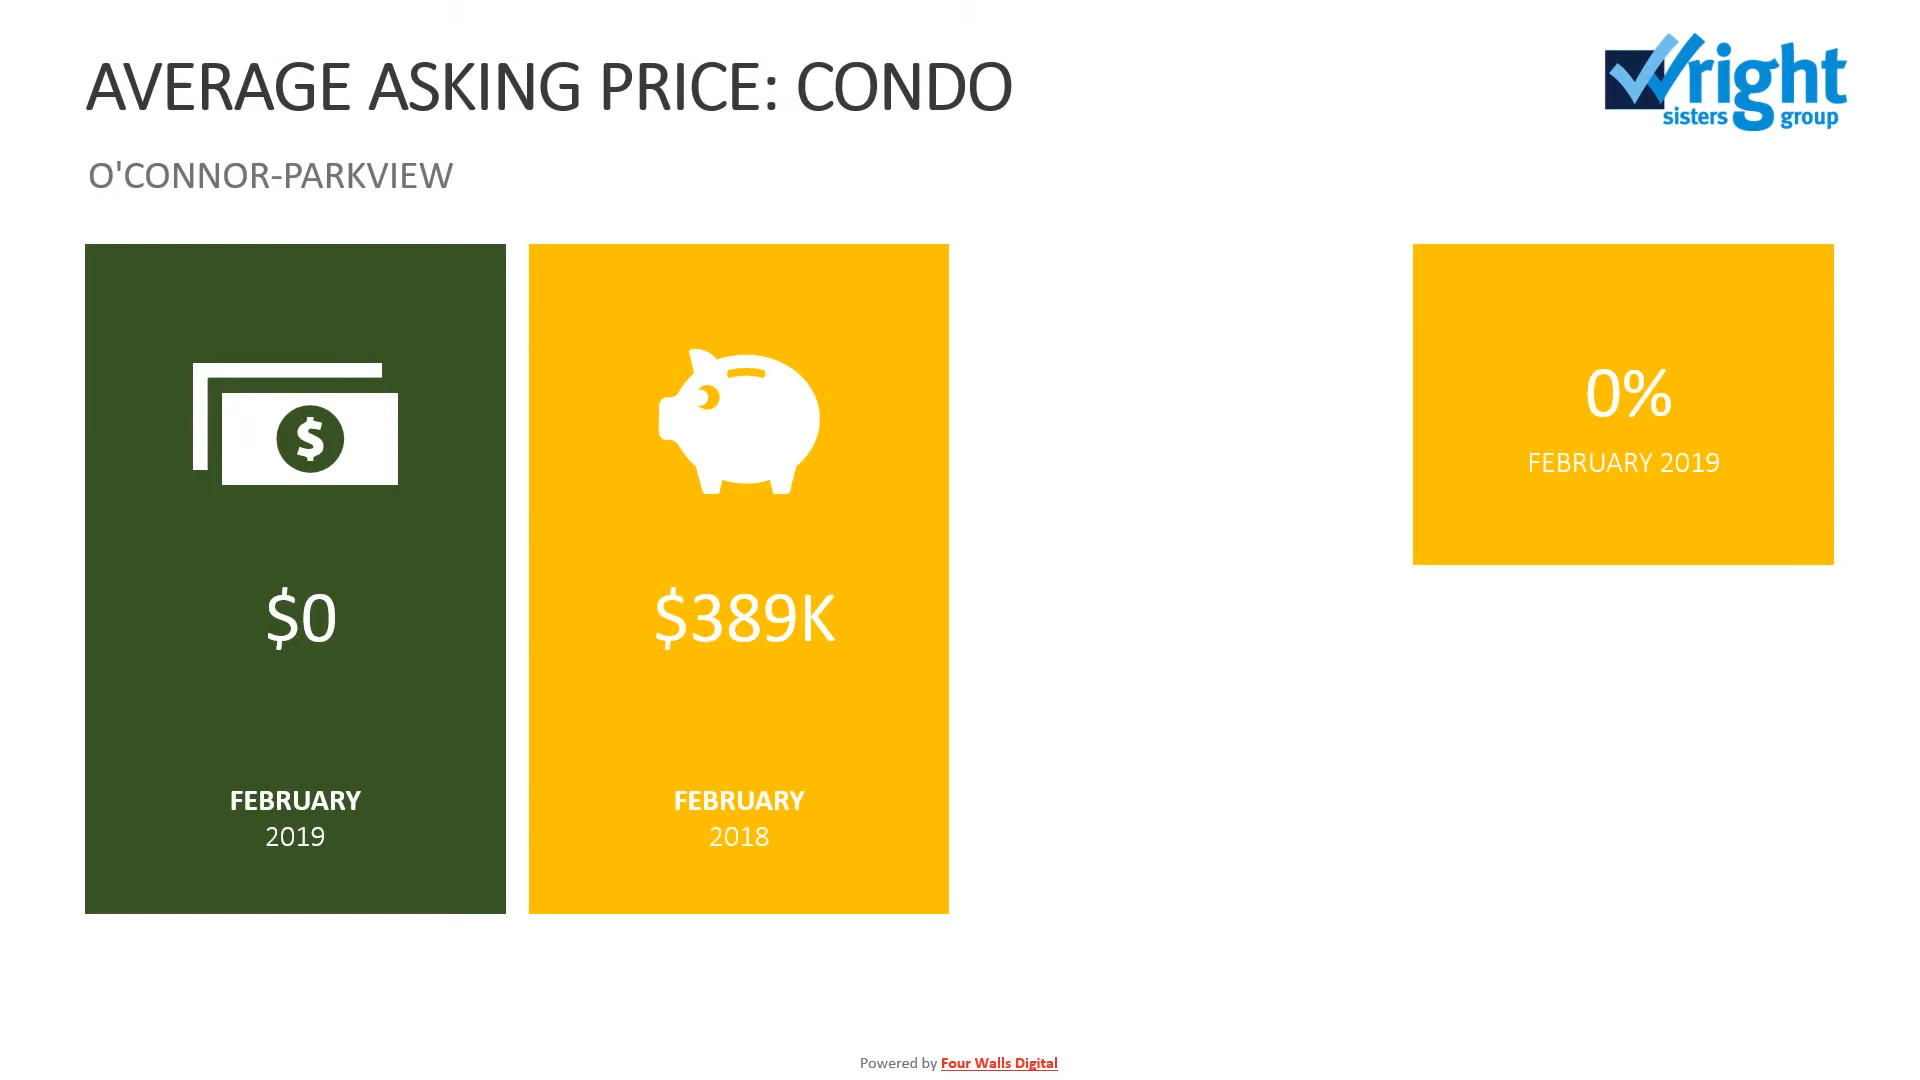 AVERAGE ASKING PRICE: CONDO
Wright
sisters group
O'CONNOR-PARKVIEW
$
$0
FEBRUARY
2019
$389K
FEBRUARY
2018
0%
FEBRUARY 2019
Powered by Four Walls Digital